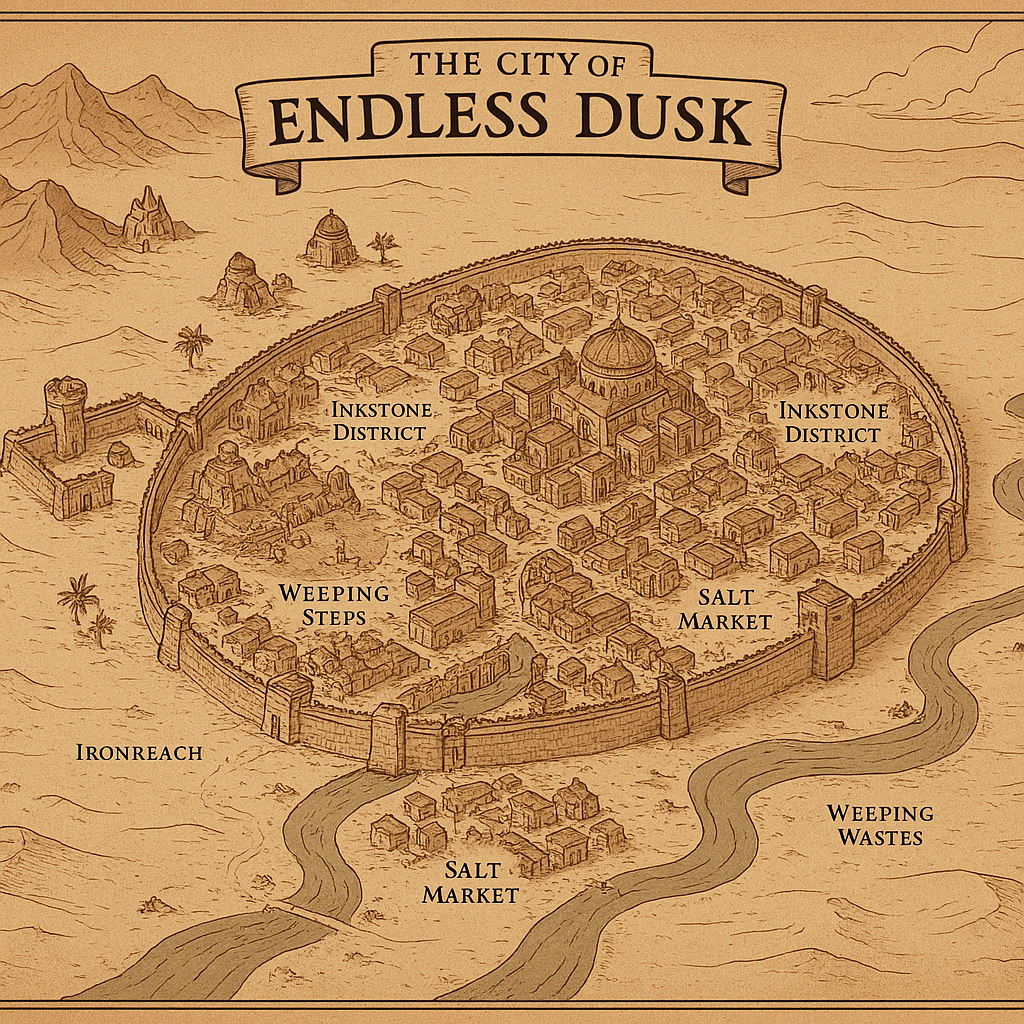 THE CITY OF
ENDLESS DUSK
INKSTONE
DISTRICT
INKSTONE
DISTRICT
WEEPING
STEPS
SALT
MARKET
IRONREACH
WEEPING
WASTES
SALT
MARKET